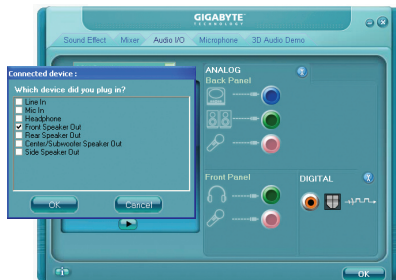 GIGABYTE
TECHNOLOGY
Sound Effect
Mixer
Audio I/O
Microphone
3D Audio Demo
Connected device :
Which device did you plug in?
Line In
Mic In
Headphone
Front Speaker Out
Rear Speaker Out
Center/Subwoofer Speaker Out
Side Speaker Out
OK
Cancel
ANALOG
Back Panel
Front Panel
DIGITAL
OK